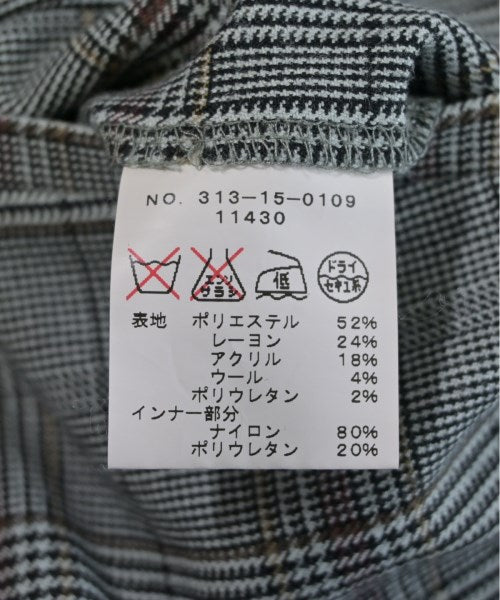 NO. 313-15-0109
11430
エンソ
サラシ
低
ドライ
セキユ系
表地 ポリエステル 52%
レーヨン 24%
アクリル 18%
ウール 4%
ポリウレタン 2%
インナー部分
ナイロン 80%
ポリウレタン 20%